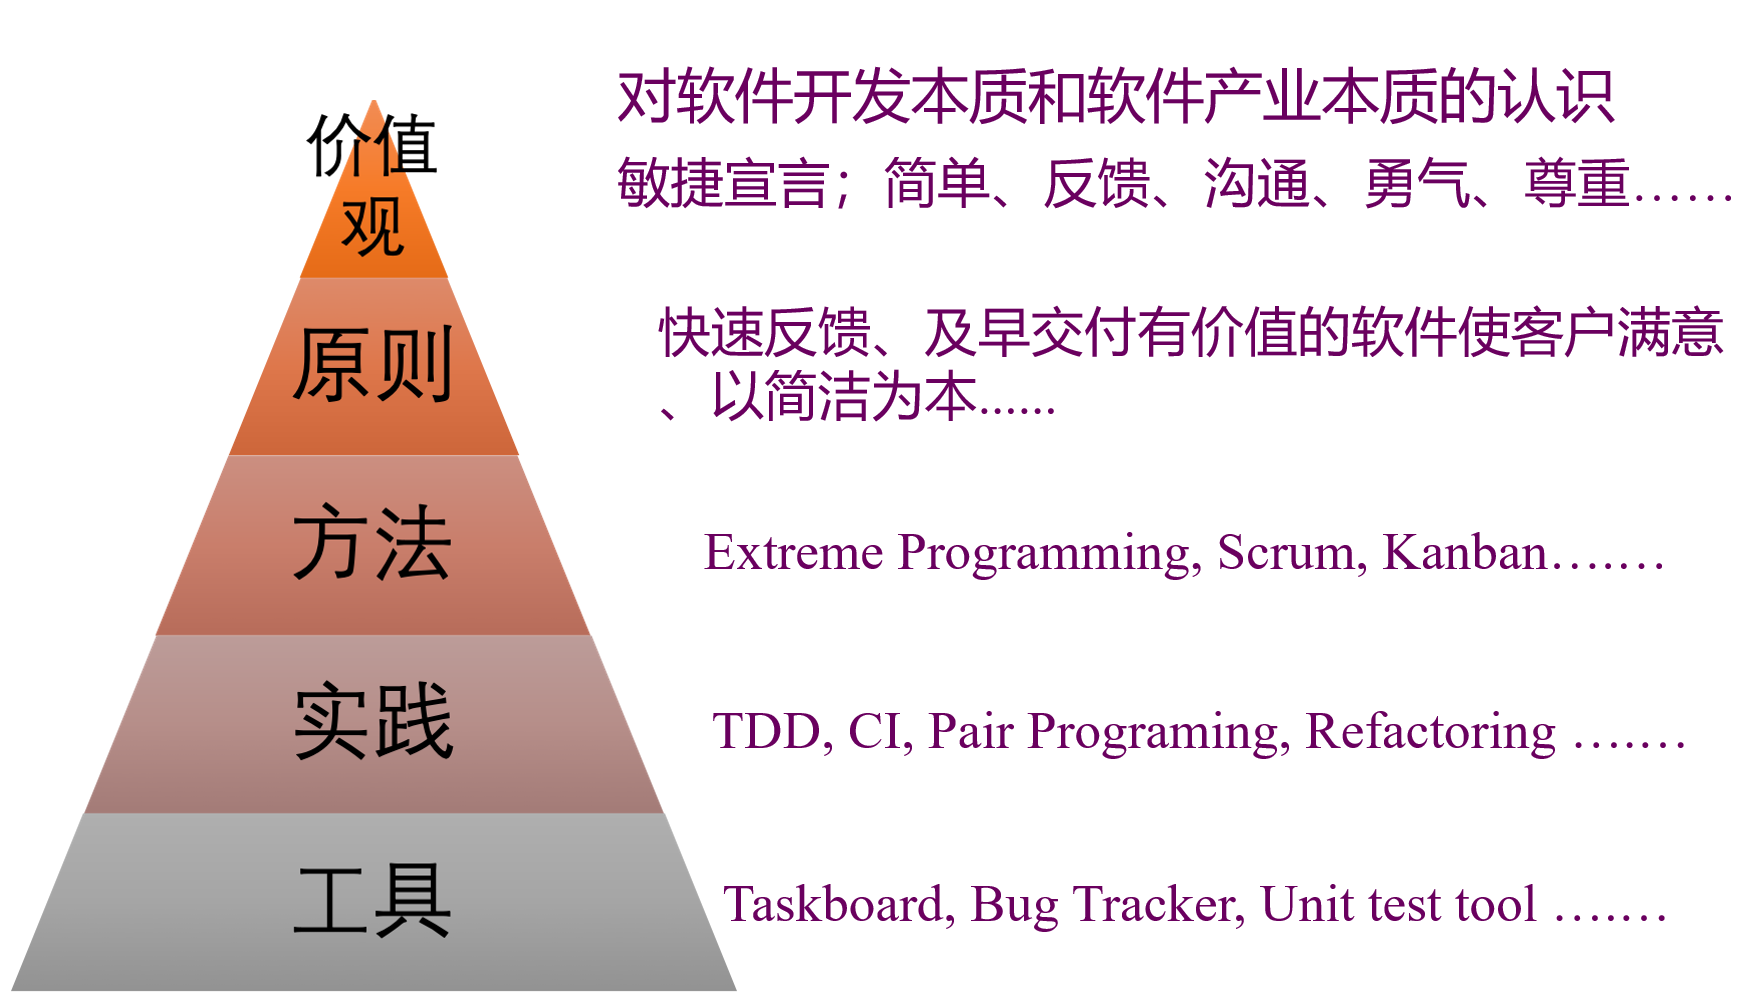 价值
观
对软件开发本质和软件产业本质的认识
敏捷宣言；简单、反馈、沟通、勇气、尊重……
原则
快速反馈、及早交付有价值的软件使客户满意
、以简洁为本......
方法
Extreme Programming, Scrum, Kanban….…
实践
TDD, CI, Pair Programing, Refactoring ….…
工具
Taskboard, Bug Tracker, Unit test tool ….…